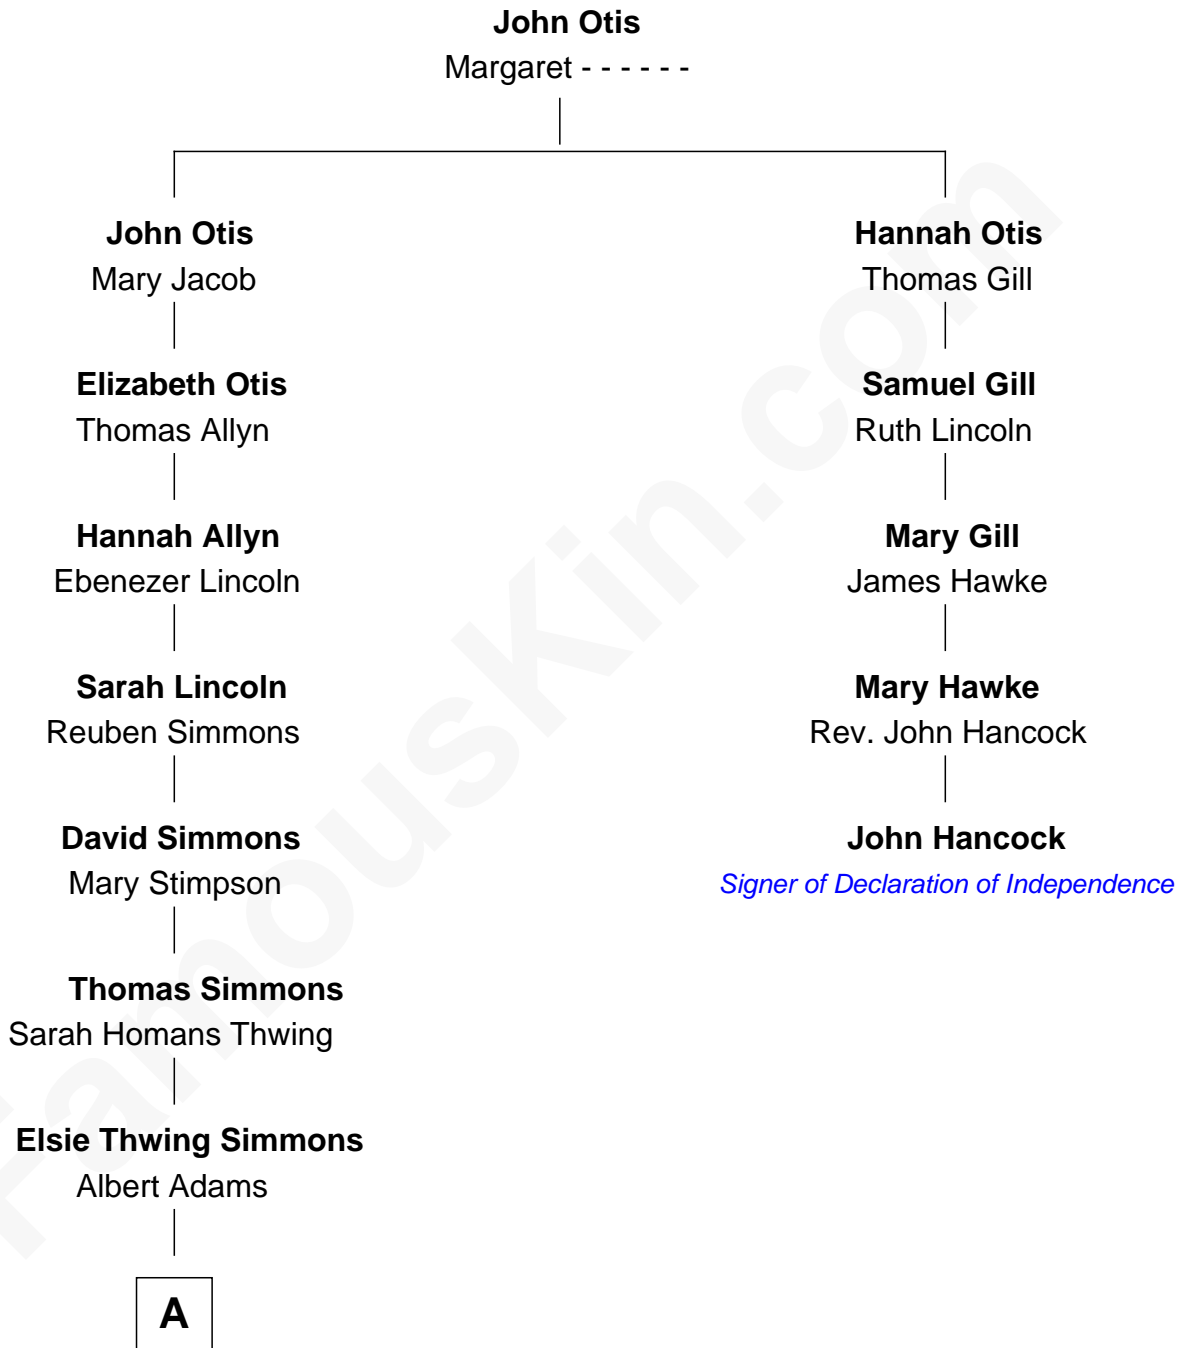 John Otis
Margaret - - - - - -
John Otis
Mary Jacob
Hannah Otis
Thomas Gill
Elizabeth Otis
Thomas Allyn
Samuel Gill
Ruth Lincoln
Hannah Allyn
Ebenezer Lincoln
Mary Gill
James Hawke
Sarah Lincoln
Reuben Simmons
Mary Hawke
Rev. John Hancock
David Simmons
Mary Stimpson
John Hancock
Signer of Declaration of Independence
Thomas Simmons
Sarah Homans Thwing
Elsie Thwing Simmons
Albert Adams
A
FamousKin.com